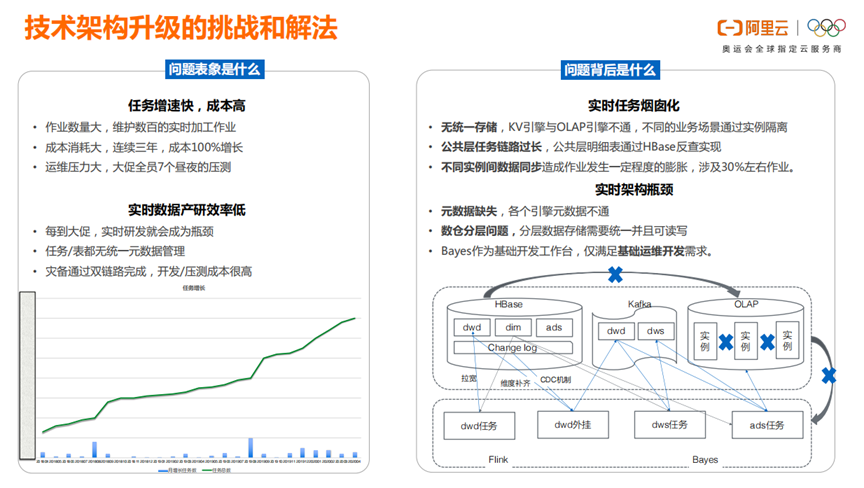 技术架构升级的挑战和解法
阿里云
奥运会全球指定云服务商
问题表象是什么
任务增速快，成本高
• 作业数量大，维护数百的实时加工作业
• 成本消耗大，连续三年，成本100%增长
• 运维压力大，大促全员7个昼夜的压测
实时数据产研效率低
• 每到大促，实时研发就会成为瓶颈
• 任务/表都无统一元数据管理
• 灾备通过双链路完成，开发/压测成本很高
任务增长
月增长任务数
任务总数
问题背后是什么
实时任务烟囱化
• 无统一存储，KV引擎与OLAP引擎不通，不同的业务场景通过实例隔离
• 公共层任务链路过长，公共层明细表通过HBase反查实现
• 不同实例间数据同步造成作业发生一定程度的膨胀，涉及30%左右作业。
实时架构瓶颈
• 元数据缺失，各个引擎元数据不通
• 数仓分层问题，分层数据存储需要统一并且可读写
• Bayes作为基础开发工作台，仅满足基础运维开发需求。
HBase
dwd
dim
ads
Change log
Kafka
dwd
dws
OLAP
实例
实例
实例
拉宽
维度补齐
CDC机制
dwd任务
dwd外挂
dws任务
ads任务
Flink
Bayes